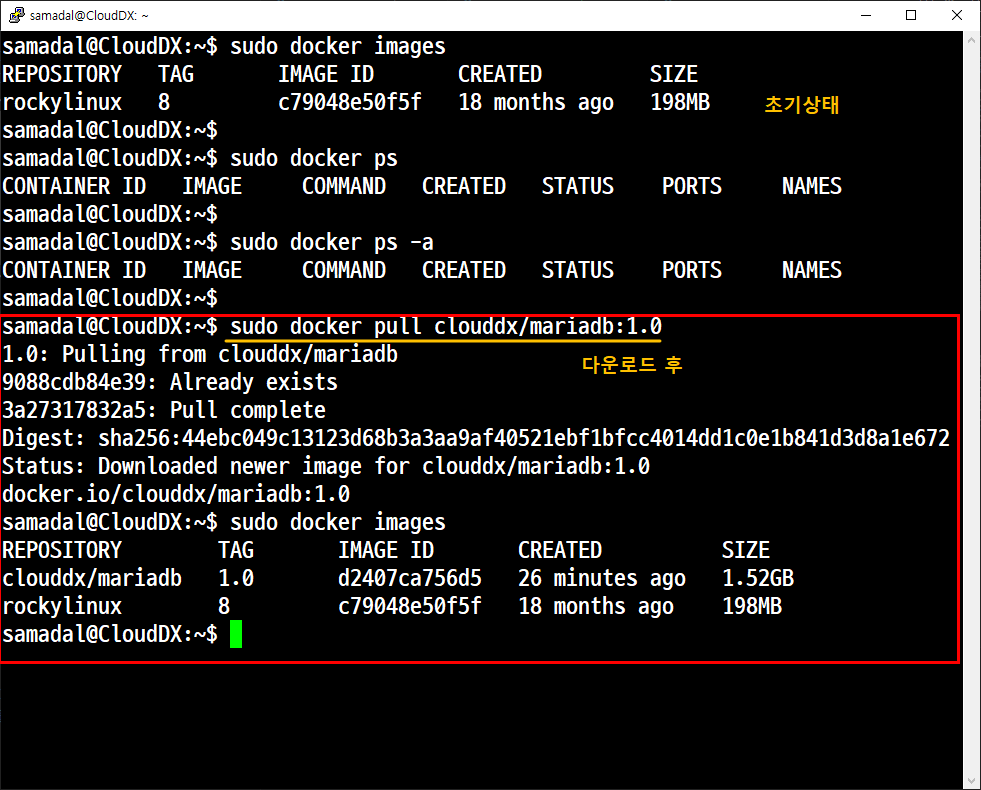 samadal@CloudDX: ~
samadal@CloudDX:~$ sudo docker images
REPOSITORY   TAG       IMAGE ID       CREATED         SIZE
rockylinux   8         c79048e50f5f   18 months ago   198MB   초기상태
samadal@CloudDX:~$
samadal@CloudDX:~$ sudo docker ps
CONTAINER ID   IMAGE     COMMAND   CREATED   STATUS    PORTS     NAMES
samadal@CloudDX:~$
samadal@CloudDX:~$ sudo docker ps -a
CONTAINER ID   IMAGE     COMMAND   CREATED   STATUS    PORTS     NAMES
samadal@CloudDX:~$
samadal@CloudDX:~$ sudo docker pull clouddx/mariadb:1.0
1.0: Pulling from clouddx/mariadb   다운로드 후
9088cdb84e39: Already exists
3a27317832a5: Pull complete
Digest: sha256:44ebc049c13123d68b3a3aa9af40521ebf1bfcc4014dd1c0e1b841d3d8a1e672
Status: Downloaded newer image for clouddx/mariadb:1.0
docker.io/clouddx/mariadb:1.0
samadal@CloudDX:~$ sudo docker images
REPOSITORY        TAG       IMAGE ID       CREATED          SIZE
clouddx/mariadb   1.0       d2407ca756d5   26 minutes ago   1.52GB
rockylinux        8         c79048e50f5f   18 months ago    198MB
samadal@CloudDX:~$